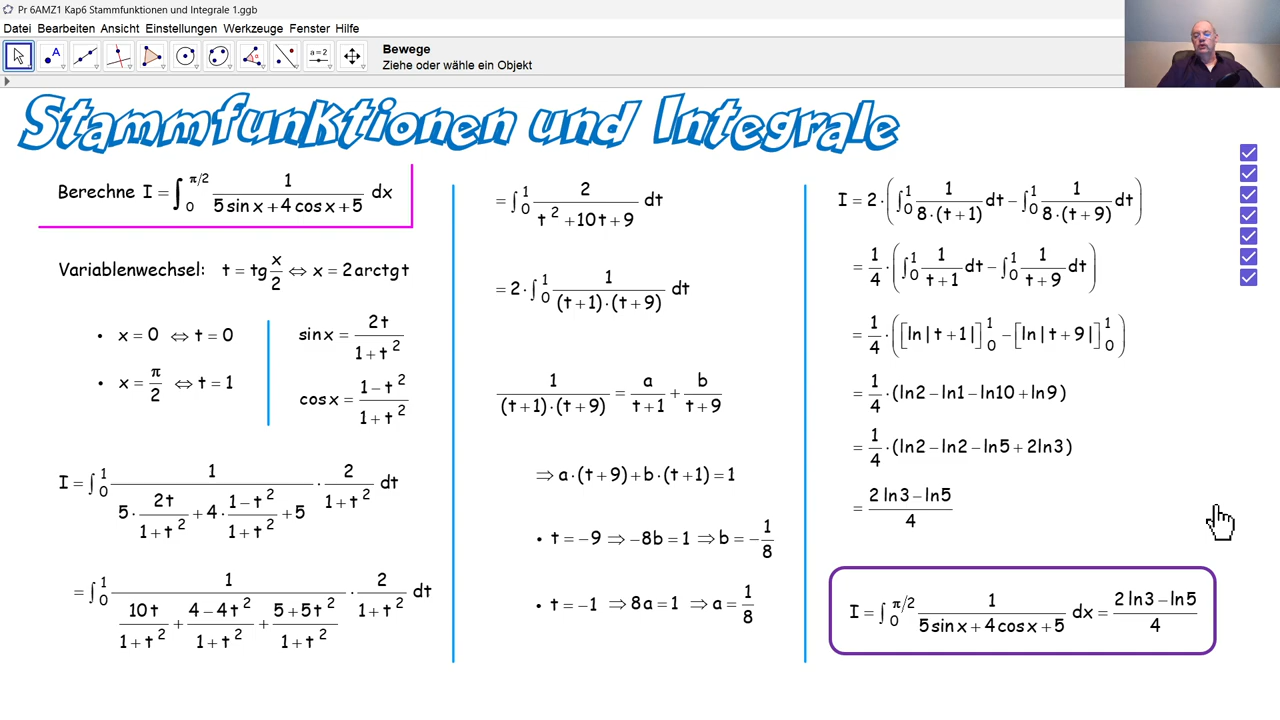 Pr 6AMZ1 Kap6 Stammfunktionen und Integrale 1.ggb
Datei Bearbeiten Ansicht Einstellungen Werkzeuge Fenster Hilfe
A
a=2
Bewege
Ziehe oder wähle ein Objekt
Stammfunktionen und Integrale
Berechne I = ∫₀^(π/2) 1/(5 sin x + 4 cos x + 5) dx
Variablenwechsel: t = tg x/2 ⇔ x = 2 arctg t
• x = 0 ⇔ t = 0
• x = π/2 ⇔ t = 1
sin x = 2t/(1 + t²)
cos x = (1 − t²)/(1 + t²)
I = ∫₀¹ 1/(5 · 2t/(1 + t²) + 4 · (1 − t²)/(1 + t²) + 5) · 2/(1 + t²) dt
= ∫₀¹ 1/(10t/(1 + t²) + (4 − 4t²)/(1 + t²) + (5 + 5t²)/(1 + t²)) · 2/(1 + t²) dt
= ∫₀¹ 2/(t² + 10t + 9) dt
= 2 · ∫₀¹ 1/((t + 1) · (t + 9)) dt
1/((t + 1) · (t + 9)) = a/(t + 1) + b/(t + 9)
⇒ a · (t + 9) + b · (t + 1) = 1
• t = −9 ⇒ −8b = 1 ⇒ b = −1/8
• t = −1 ⇒ 8a = 1 ⇒ a = 1/8
I = 2 · (∫₀¹ 1/(8 · (t + 1)) dt − ∫₀¹ 1/(8 · (t + 9)) dt)
= 1/4 · (∫₀¹ 1/(t + 1) dt − ∫₀¹ 1/(t + 9) dt)
= 1/4 · ([ln | t + 1 |]₀¹ − [ln | t + 9 |]₀¹)
= 1/4 · (ln2 − ln1 − ln10 + ln9)
= 1/4 · (ln2 − ln2 − ln5 + 2ln3)
= (2 ln3 − ln5)/4
I = ∫₀^(π/2) 1/(5 sin x + 4 cos x + 5) dx = (2 ln3 − ln5)/4